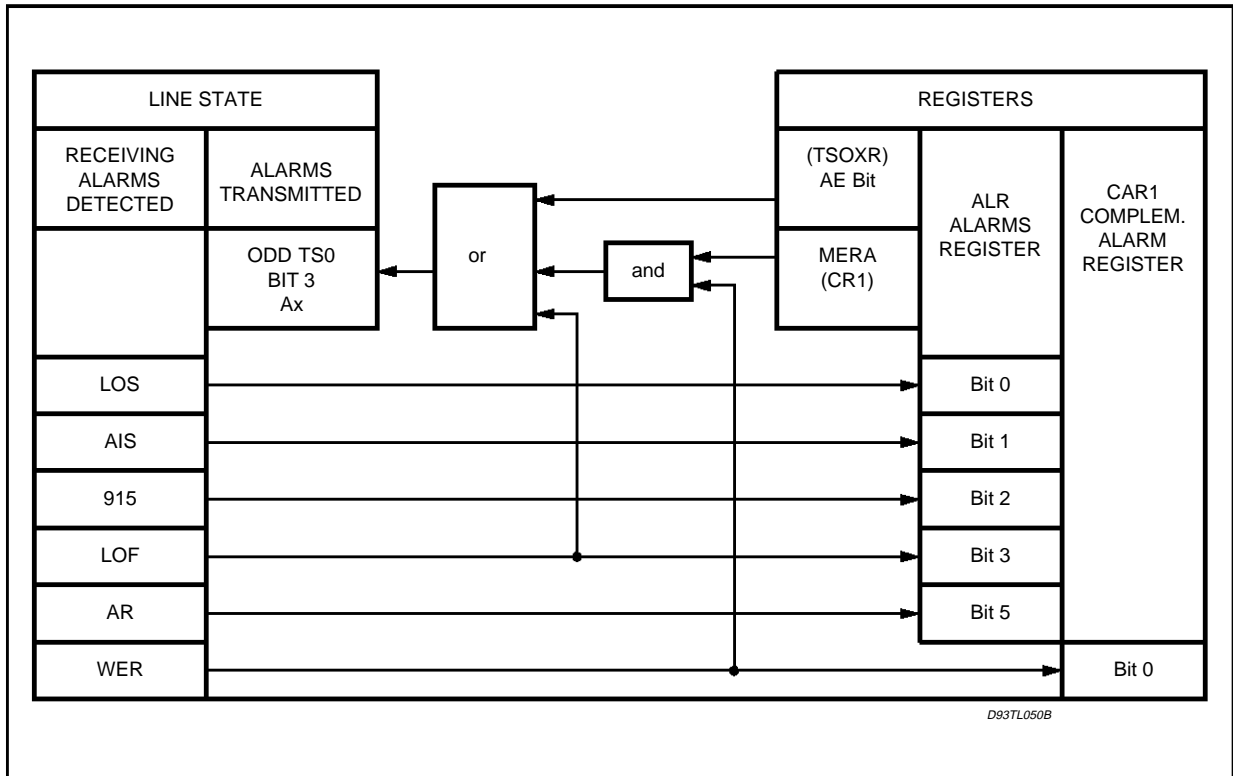 LINE STATE
REGISTERS
RECEIVING
ALARMS
DETECTED
ALARMS
TRANSMITTED
(TSOXR)
AE Bit
ALR
ALARMS
REGISTER
CAR1
COMPLEM.
ALARM
REGISTER
ODD TS0
BIT 3
Ax
or
and
MERA
(CR1)
LOS
Bit 0
AIS
Bit 1
915
Bit 2
LOF
Bit 3
AR
Bit 5
WER
Bit 0
D93TL050B